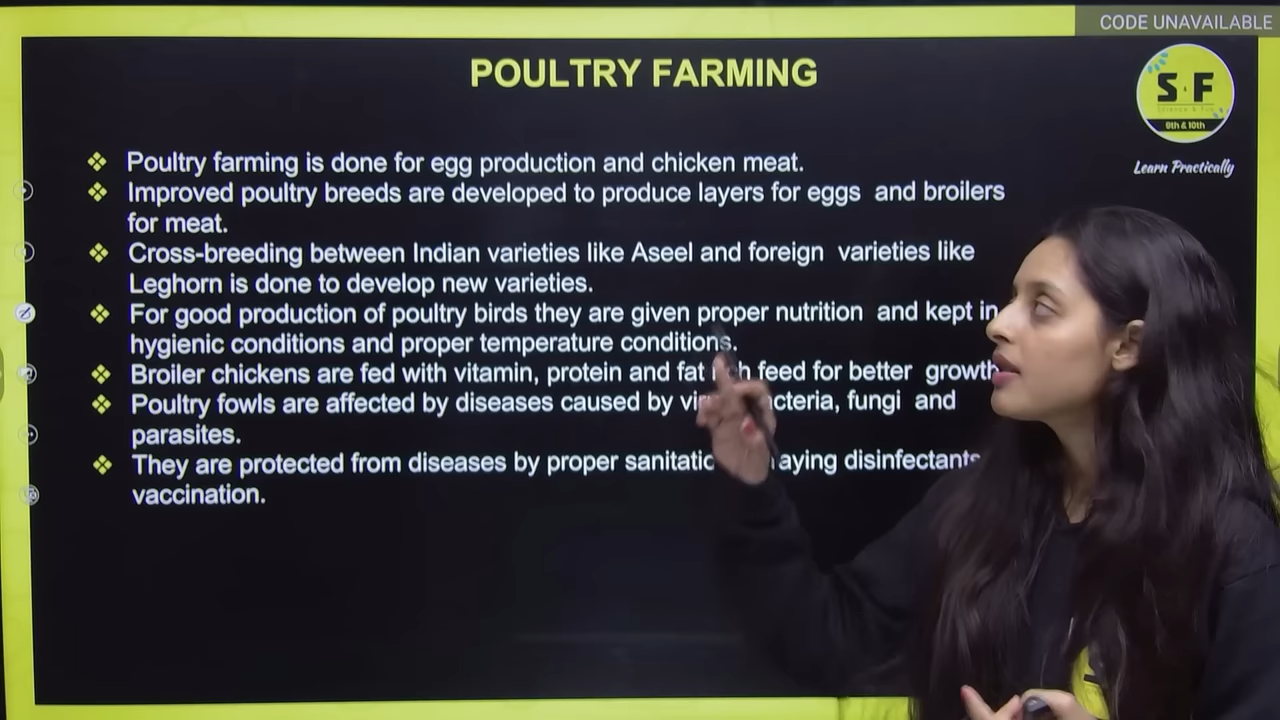 CODE UNAVAILABLE
POULTRY FARMING
S F
Science & Fun
9th & 10th
Learn Practically
Poultry farming is done for egg production and chicken meat.
Improved poultry breeds are developed to produce layers for eggs and broilers
for meat.
Cross-breeding between Indian varieties like Aseel and foreign varieties like
Leghorn is done to develop new varieties.
For good production of poultry birds they are given proper nutrition and kept in
hygienic conditions and proper temperature conditions.
Broiler chickens are fed with vitamin, protein and fat feed for better growth
Poultry fowls are affected by diseases caused by fungi and
parasites.
They are protected from diseases by proper disinfectants
vaccination.